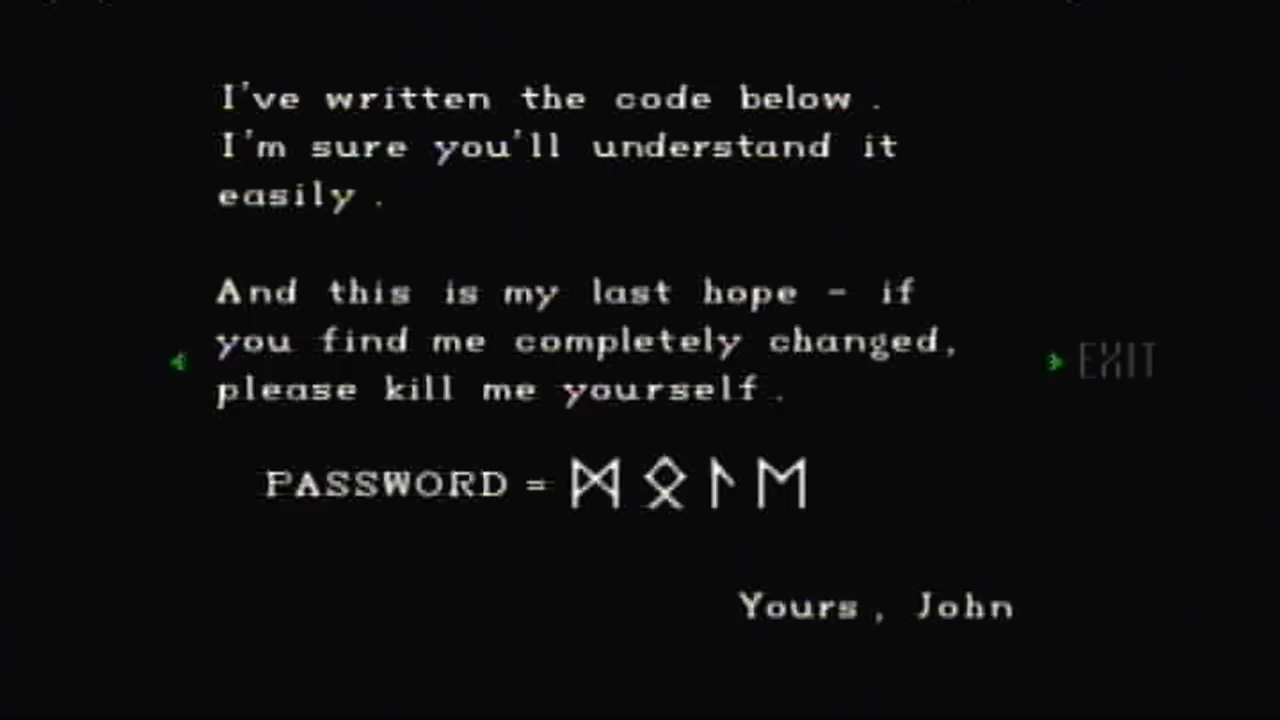 I've written the code below .
I'm sure you'll understand it
easily .
And this is my last hope - if
you find me completely changed,
please kill me yourself .
EXIT
PASSWORD = ᛞᛟᛚᛖ
Yours , John